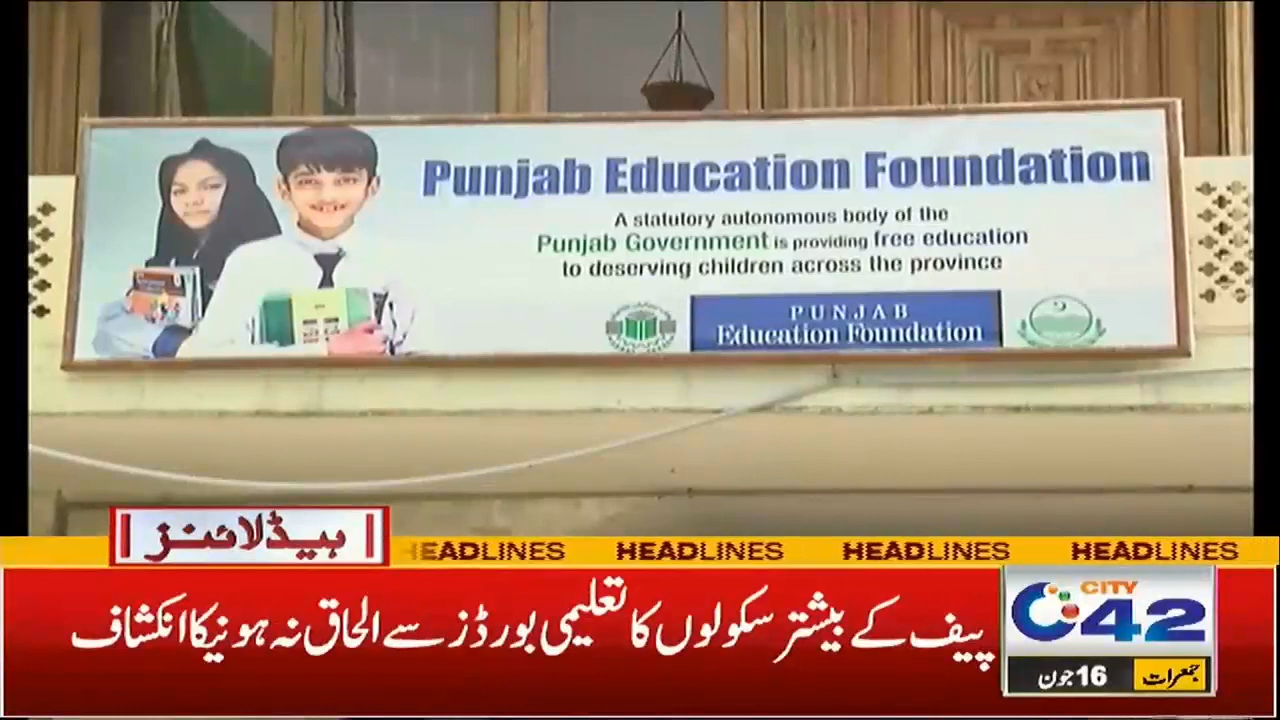 Punjab Education Foundation
A statutory autonomous body of the
Punjab Government is providing free education
to deserving children across the province
PUNJAB
Education Foundation
ہیڈلائنز
HEADLINES HEADLINES HEADLINES HEADLINES
پیف کے بیشتر سکولوں کا تعلیمی بورڈز سے الحاق نہ ہونیکا انکشاف
CITY
42
جمعرات 16 جون